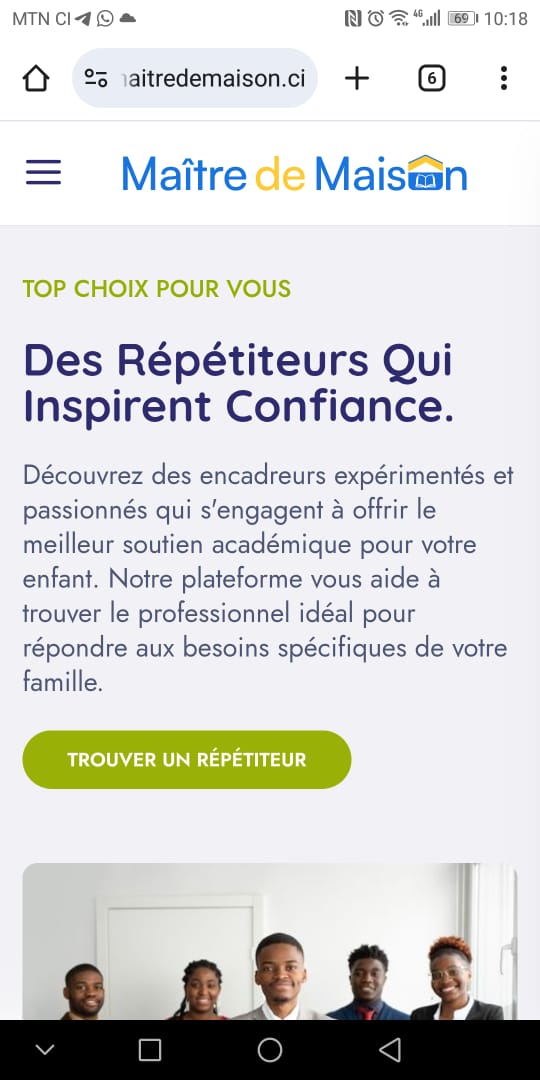 MTN CI 4G 69 10:18
aitredemaison.ci 6
Maître de Maison
TOP CHOIX POUR VOUS
Des Répétiteurs Qui
Inspirent Confiance.
Découvrez des encadreurs expérimentés et
passionnés qui s'engagent à offrir le
meilleur soutien académique pour votre
enfant. Notre plateforme vous aide à
trouver le professionnel idéal pour
répondre aux besoins spécifiques de votre
famille.
TROUVER UN RÉPÉTITEUR